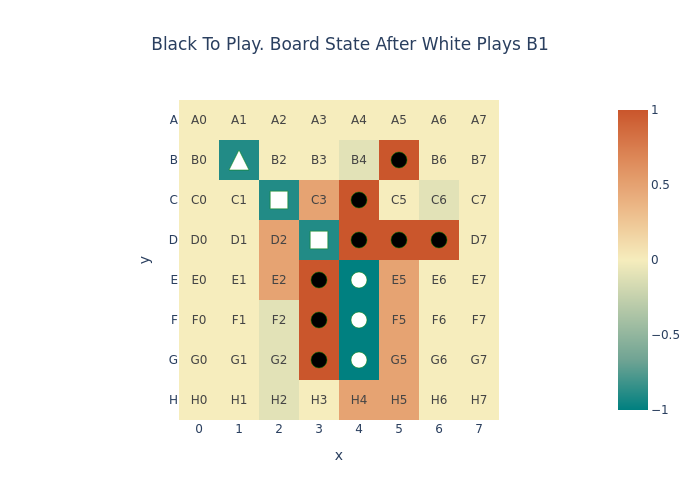 Black To Play. Board State After White Plays B1
A A0 A1 A2 A3 A4 A5 A6 A7
B B0 B2 B3 B4 B6 B7
C C0 C1 C3 C5 C6 C7
D D0 D1 D2 D7
E E0 E1 E2 E5 E6 E7
F F0 F1 F2 F5 F6 F7
G G0 G1 G2 G5 G6 G7
H H0 H1 H2 H3 H4 H5 H6 H7
0 1 2 3 4 5 6 7
x
y
1
0.5
0
−0.5
−1